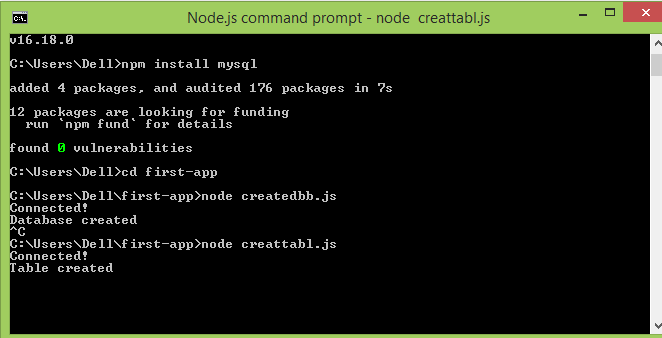 Node.js command prompt - node creattabl.js
v16.18.0
C:\Users\Dell>npm install mysql
added 4 packages, and audited 176 packages in 7s
12 packages are looking for funding
run `npm fund` for details
found 0 vulnerabilities
C:\Users\Dell>cd first-app
C:\Users\Dell\first-app>node createdbb.js
Connected!
Database created
^C
C:\Users\Dell\first-app>node creattabl.js
Connected!
Table created